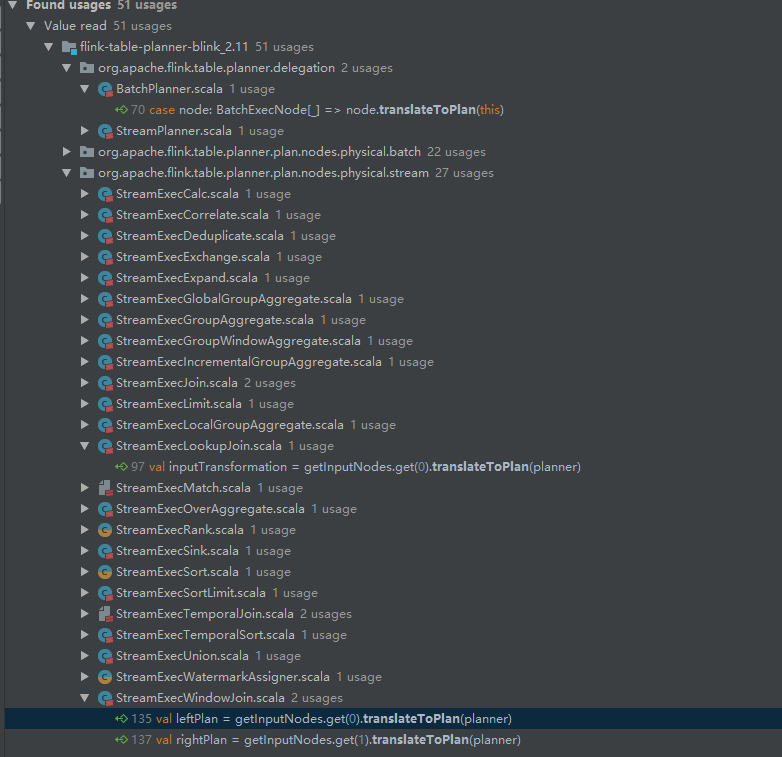 Found usages 51 usages
Value read 51 usages
flink-table-planner-blink_2.11 51 usages
org.apache.flink.table.planner.delegation 2 usages
BatchPlanner.scala 1 usage
70 case node: BatchExecNode[_] => node.translateToPlan(this)
StreamPlanner.scala 1 usage
org.apache.flink.table.planner.plan.nodes.physical.batch 22 usages
org.apache.flink.table.planner.plan.nodes.physical.stream 27 usages
StreamExecCalc.scala 1 usage
StreamExecCorrelate.scala 1 usage
StreamExecDeduplicate.scala 1 usage
StreamExecExchange.scala 1 usage
StreamExecExpand.scala 1 usage
StreamExecGlobalGroupAggregate.scala 1 usage
StreamExecGroupAggregate.scala 1 usage
StreamExecGroupWindowAggregate.scala 1 usage
StreamExecIncrementalGroupAggregate.scala 1 usage
StreamExecJoin.scala 2 usages
StreamExecLimit.scala 1 usage
StreamExecLocalGroupAggregate.scala 1 usage
StreamExecLookupJoin.scala 1 usage
97 val inputTransformation = getInputNodes.get(0).translateToPlan(planner)
StreamExecMatch.scala 1 usage
StreamExecOverAggregate.scala 1 usage
StreamExecRank.scala 1 usage
StreamExecSink.scala 1 usage
StreamExecSort.scala 1 usage
StreamExecSortLimit.scala 1 usage
StreamExecTemporalJoin.scala 2 usages
StreamExecTemporalSort.scala 1 usage
StreamExecUnion.scala 1 usage
StreamExecWatermarkAssigner.scala 1 usage
StreamExecWindowJoin.scala 2 usages
135 val leftPlan = getInputNodes.get(0).translateToPlan(planner)
137 val rightPlan = getInputNodes.get(1).translateToPlan(planner)